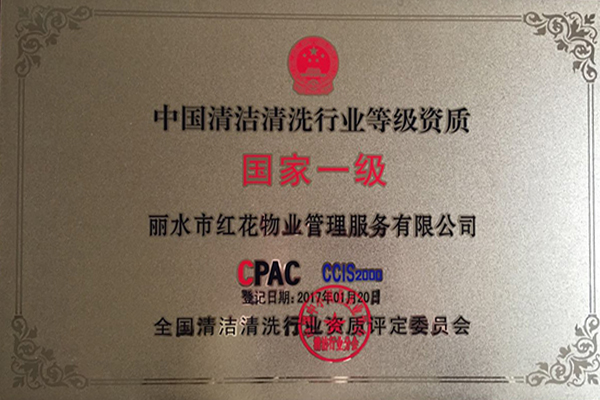 中国清洁清洗行业等级资质
国家一级
丽水市红花物业管理服务有限公司
CPAC CCIS2000
登记日期:2017年01月20日
全国清洁清洗行业资质评定委员会